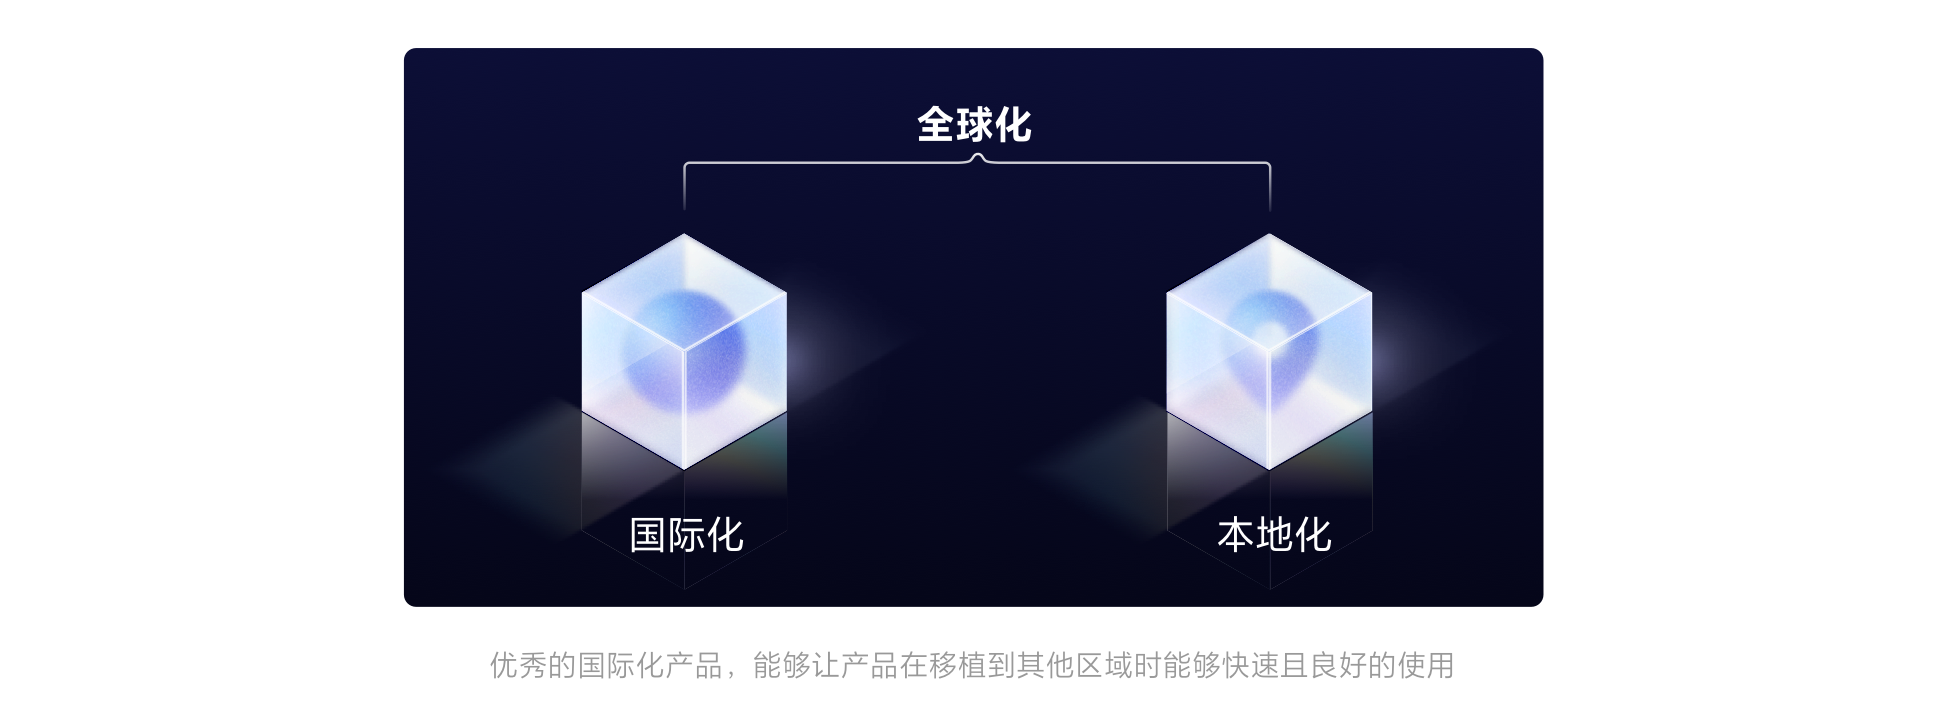 全球化
国际化
本地化
优秀的国际化产品，能够让产品在移植到其他区域时能够快速且良好的使用